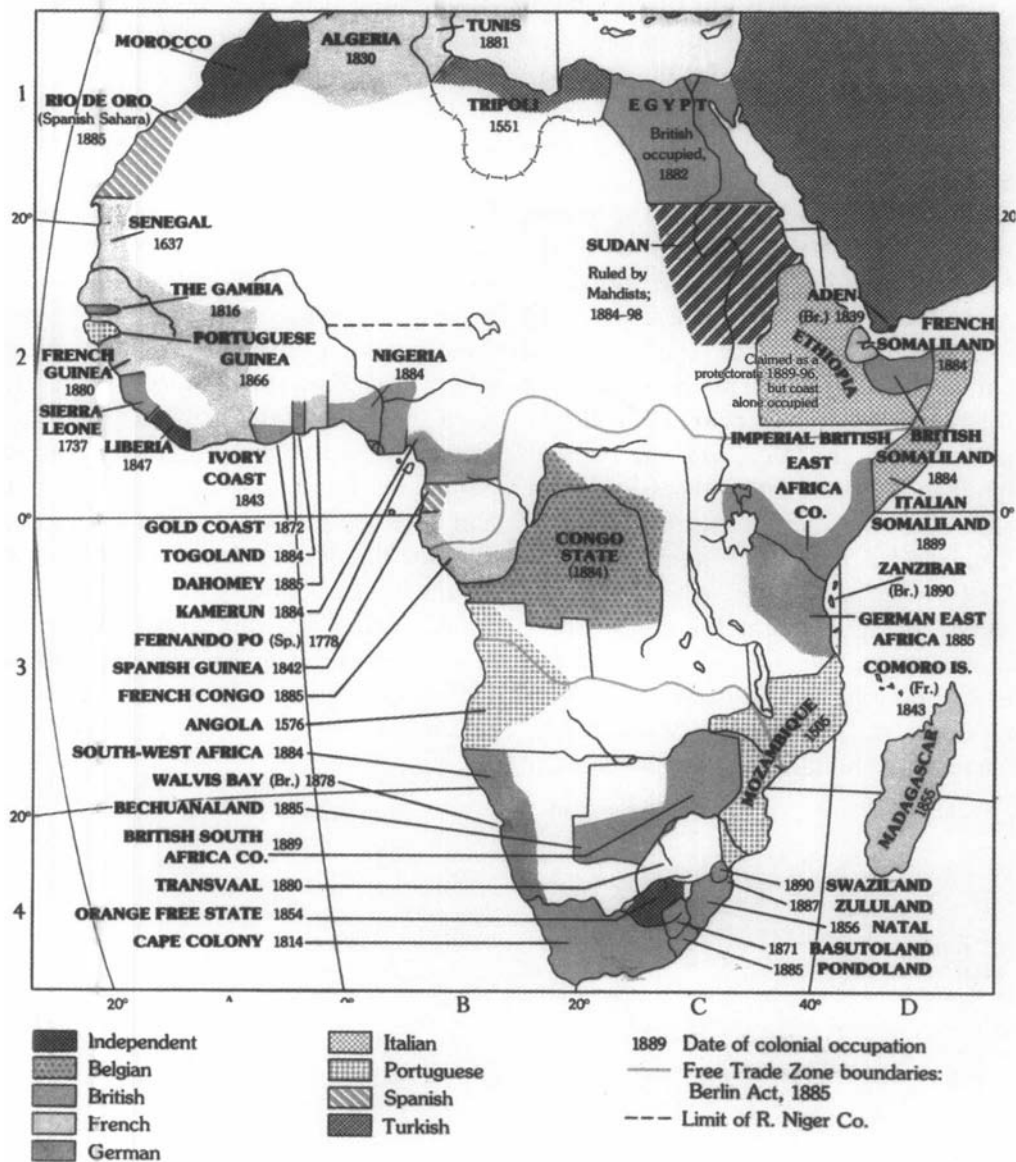 MOROCCO
ALGERIA
1830
TUNIS
1881
1
RIO DE ORO
(Spanish Sahara)
1885
TRIPOLI
1551
EGYPT
British
occupied,
1882
20°
20
SENEGAL
1637
SUDAN
Ruled by
Mahdists;
1884-98
THE GAMBIA
1816
ADEN
(Br.) 1839
PORTUGUESE
GUINEA
1866
2
FRENCH
GUINEA
1880
NIGERIA
1884
ETHIOPIA
Claimed as a
protectorate 1889-96,
but coast
alone occupied
FRENCH
SOMALILAND
1884
SIERRA
LEONE
1737
LIBERIA
1847
IVORY
COAST
1843
IMPERIAL BRITISH
EAST
AFRICA
CO.
BRITISH
SOMALILAND
1884
ITALIAN
SOMALILAND
1889
0°
0°
GOLD COAST 1872
TOGOLAND 1884
DAHOMEY 1885
KAMERUN 1884
FERNANDO PO (Sp.) 1778
SPANISH GUINEA 1842
FRENCH CONGO 1885
ANGOLA 1576
CONGO
STATE
(1884)
ZANZIBAR
(Br.) 1890
GERMAN EAST
AFRICA 1885
3
COMORO IS.
(Fr.)
1843
MOZAMBIQUE
1505
MADAGASCAR
1855
SOUTH-WEST AFRICA 1884
WALVIS BAY (Br.) 1878
BECHUANALAND 1885
20°
BRITISH SOUTH
AFRICA CO.
1889
TRANSVAAL 1880
ORANGE FREE STATE 1854
CAPE COLONY 1814
4
1890 SWAZILAND
1887 ZULULAND
1856 NATAL
1871 BASUTOLAND
1885 PONDOLAND
20° A 0° B 20° C 40° D
Independent
Belgian
British
French
German
Italian
Portuguese
Spanish
Turkish
1889 Date of colonial occupation
Free Trade Zone boundaries:
Berlin Act, 1885
Limit of R. Niger Co.